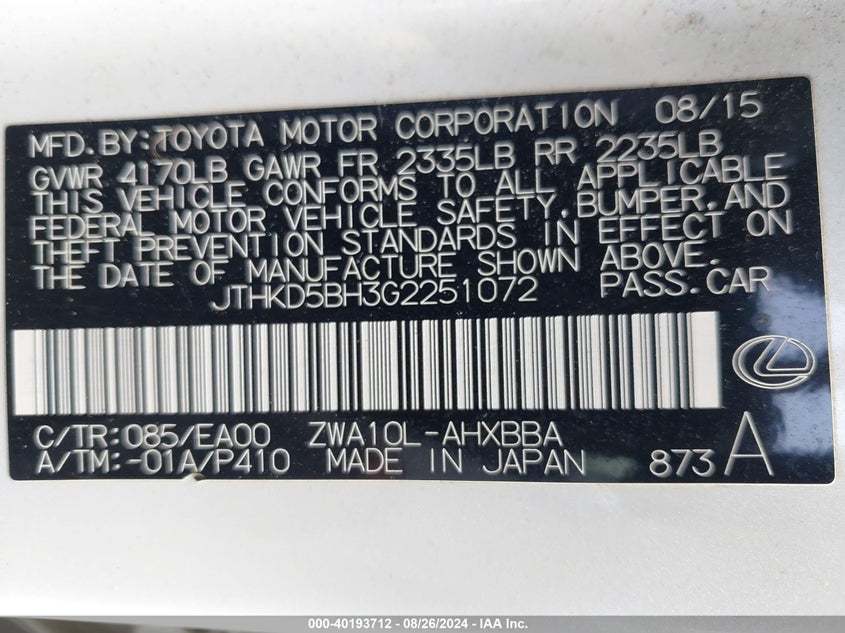 MFD. BY: TOYOTA MOTOR CORPORATION 08/15
GVWR 4170LB GAWR FR 2335LB RR 2235LB
THIS VEHICLE CONFORMS TO ALL APPLICABLE
FEDERAL MOTOR VEHICLE SAFETY, BUMPER, AND
THEFT PREVENTION STANDARDS IN EFFECT ON
THE DATE OF MANUFACTURE SHOWN ABOVE.
JTHKD5BH3G2251072 PASS. CAR
C/TR: 085/EA00 ZWA10L-AHXBBA
A/TM: -01A/P410 MADE IN JAPAN 873 A
000-40193712 - 08/26/2024 - IAA Inc.